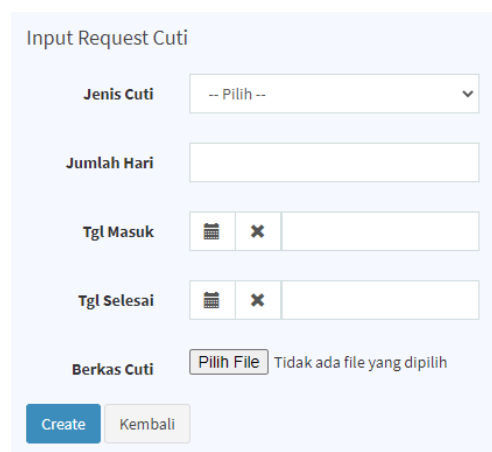 Input Request Cuti
Jenis Cuti -- Pilih --
Jumlah Hari
Tgl Masuk
Tgl Selesai
Berkas Cuti Pilih File Tidak ada file yang dipilih
Create Kembali